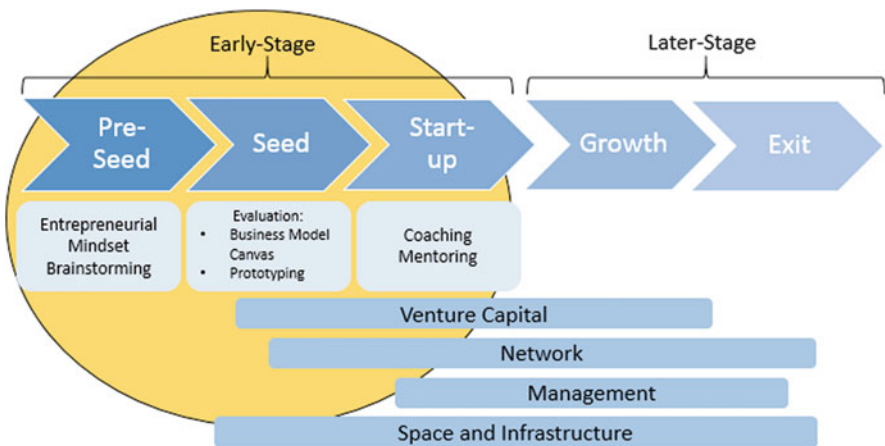 Early-Stage
Later-Stage
Pre-
Seed
Seed
Start-
up
Growth
Exit
Entrepreneurial
Mindset
Brainstorming
Evaluation:
• Business Model
Canvas
• Prototyping
Coaching
Mentoring
Venture Capital
Network
Management
Space and Infrastructure